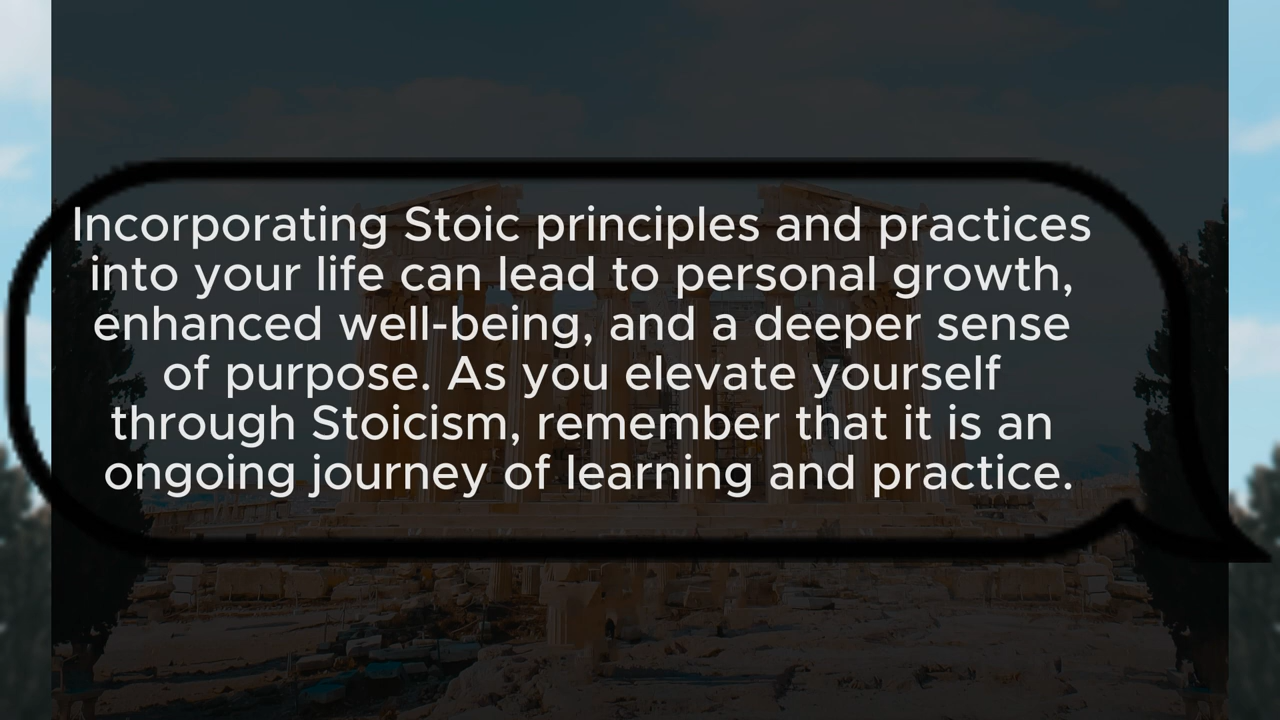 Incorporating Stoic principles and practices
into your life can lead to personal growth,
enhanced well-being, and a deeper sense
of purpose. As you elevate yourself
through Stoicism, remember that it is an
ongoing journey of learning and practice.